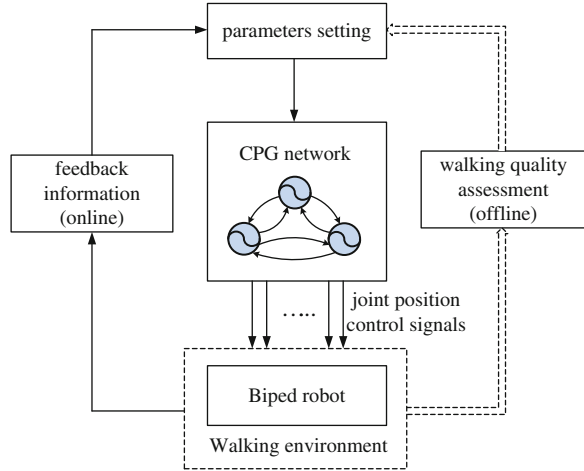 parameters setting
CPG network
feedback
information
(online)
walking quality
assessment
(offline)
.....
joint position
control signals
Biped robot
Walking environment